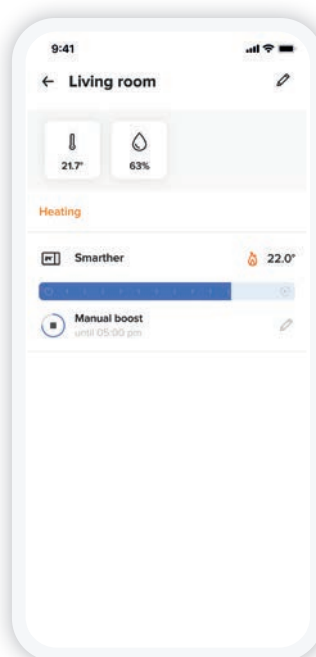 9:41
Living room
21.7° 63%
Heating
Smarther 22.0°
Manual boost
until 05:00 pm